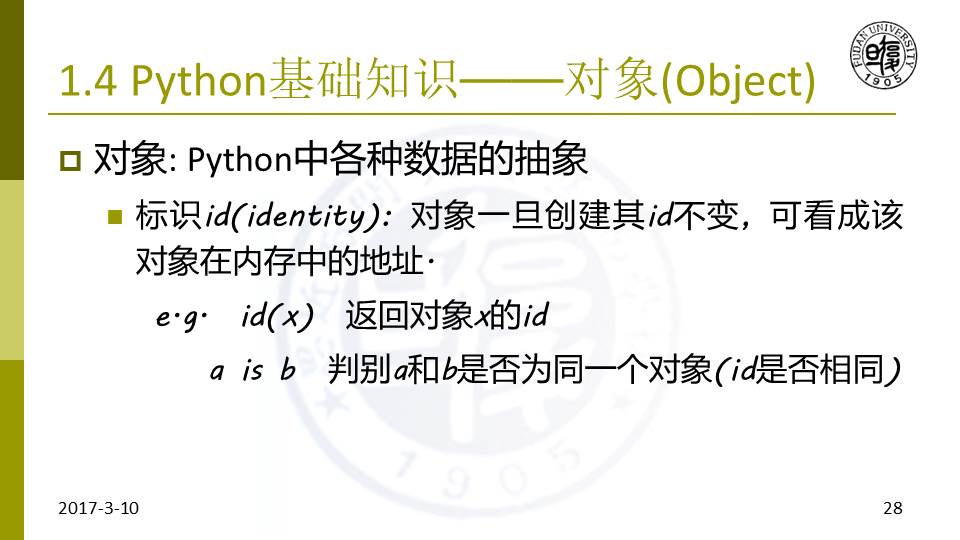 1.4 Python基础知识——对象(Object)
FUDAN UNIVERSITY
1905
对象: Python中各种数据的抽象
标识id(identity): 对象一旦创建其id不变，可看成该
对象在内存中的地址.
e.g. id(x) 返回对象x的id
a is b 判别a和b是否为同一个对象(id是否相同)
1905
2017-3-10
28